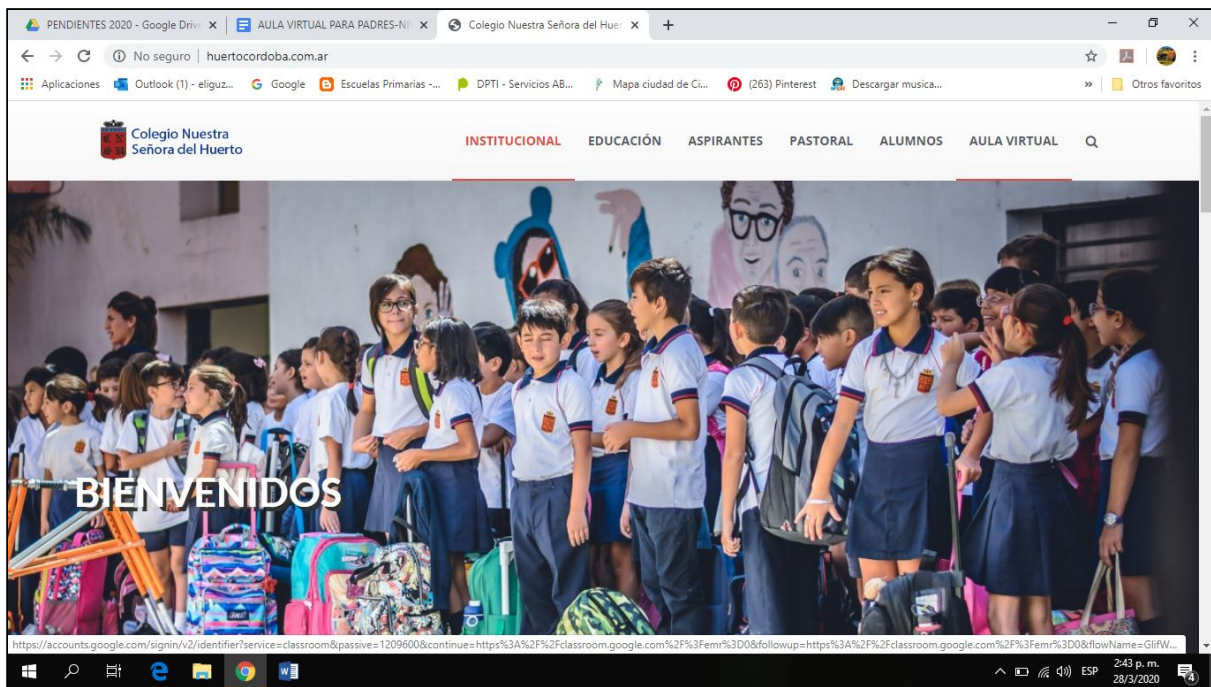 PENDIENTES 2020 - Google Driv
AULA VIRTUAL PARA PADRES-NI
Colegio Nuestra Señora del Huer
No seguro | huertocordoba.com.ar
Aplicaciones
Outlook (1) - eliguz...
Google
Escuelas Primarias -...
DPTI - Servicios AB...
Mapa ciudad de Ci...
(263) Pinterest
Descargar musica...
»
Otros favoritos
Colegio Nuestra
Señora del Huerto
INSTITUCIONAL
EDUCACIÓN
ASPIRANTES
PASTORAL
ALUMNOS
AULA VIRTUAL
BIENVENIDOS
https://accounts.google.com/signin/v2/identifier?service=classroom&passive=1209600&continue=https%3A%2F%2Fclassroom.google.com%2F%3Femr%3D0&followup=https%3A%2F%2Fclassroom.google.com%2F%3Femr%3D0&flowName=GlifW...
ESP
2:43 p. m.
28/3/2020
4